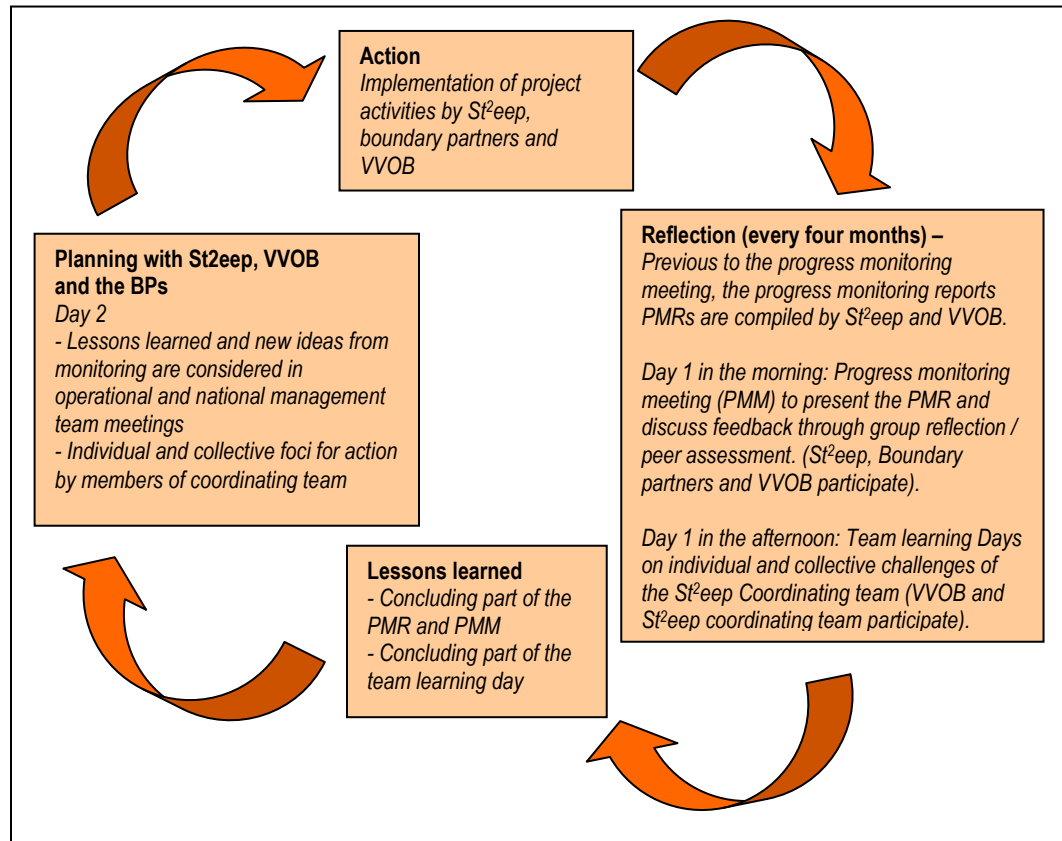 Action
Implementation of project
activities by St²eep,
boundary partners and
VVOB
Reflection (every four months) –
Previous to the progress monitoring
meeting, the progress monitoring reports
PMRs are compiled by St²eep and VVOB.
Day 1 in the morning: Progress monitoring
meeting (PMM) to present the PMR and
discuss feedback through group reflection /
peer assessment. (St²eep, Boundary
partners and VVOB participate).
Day 1 in the afternoon: Team learning Days
on individual and collective challenges of
the St²eep Coordinating team (VVOB and
St²eep coordinating team participate).
Lessons learned
- Concluding part of the
PMR and PMM
- Concluding part of the
team learning day
Planning with St2eep, VVOB
and the BPs
Day 2
- Lessons learned and new ideas from
monitoring are considered in
operational and national management
team meetings
- Individual and collective foci for action
by members of coordinating team